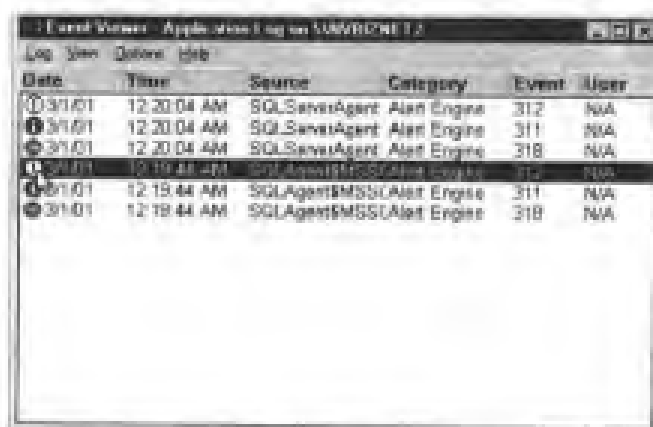 Event Viewer - Application Log on
Log View Options Help
Date Time Source Category Event User
3/1/01 12:20:04 AM SQLServerAgent Alert Engine 312 N/A
3/1/01 12:20:04 AM SQLServerAgent Alert Engine 311 N/A
3/1/01 12:20:04 AM SQLServerAgent Alert Engine 318 N/A
3/1/01 12:19:44 AM SQLAgent$MSSC Alert Engine 312 N/A
3/1/01 12:19:44 AM SQLAgent$MSSC Alert Engine 311 N/A
3/1/01 12:19:44 AM SQLAgent$MSSC Alert Engine 318 N/A